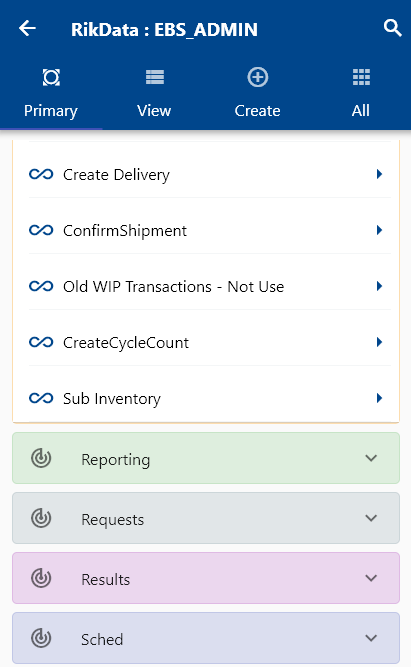 RikData : EBS_ADMIN
Primary View Create All
Create Delivery
ConfirmShipment
Old WIP Transactions - Not Use
CreateCycleCount
Sub Inventory
Reporting
Requests
Results
Sched